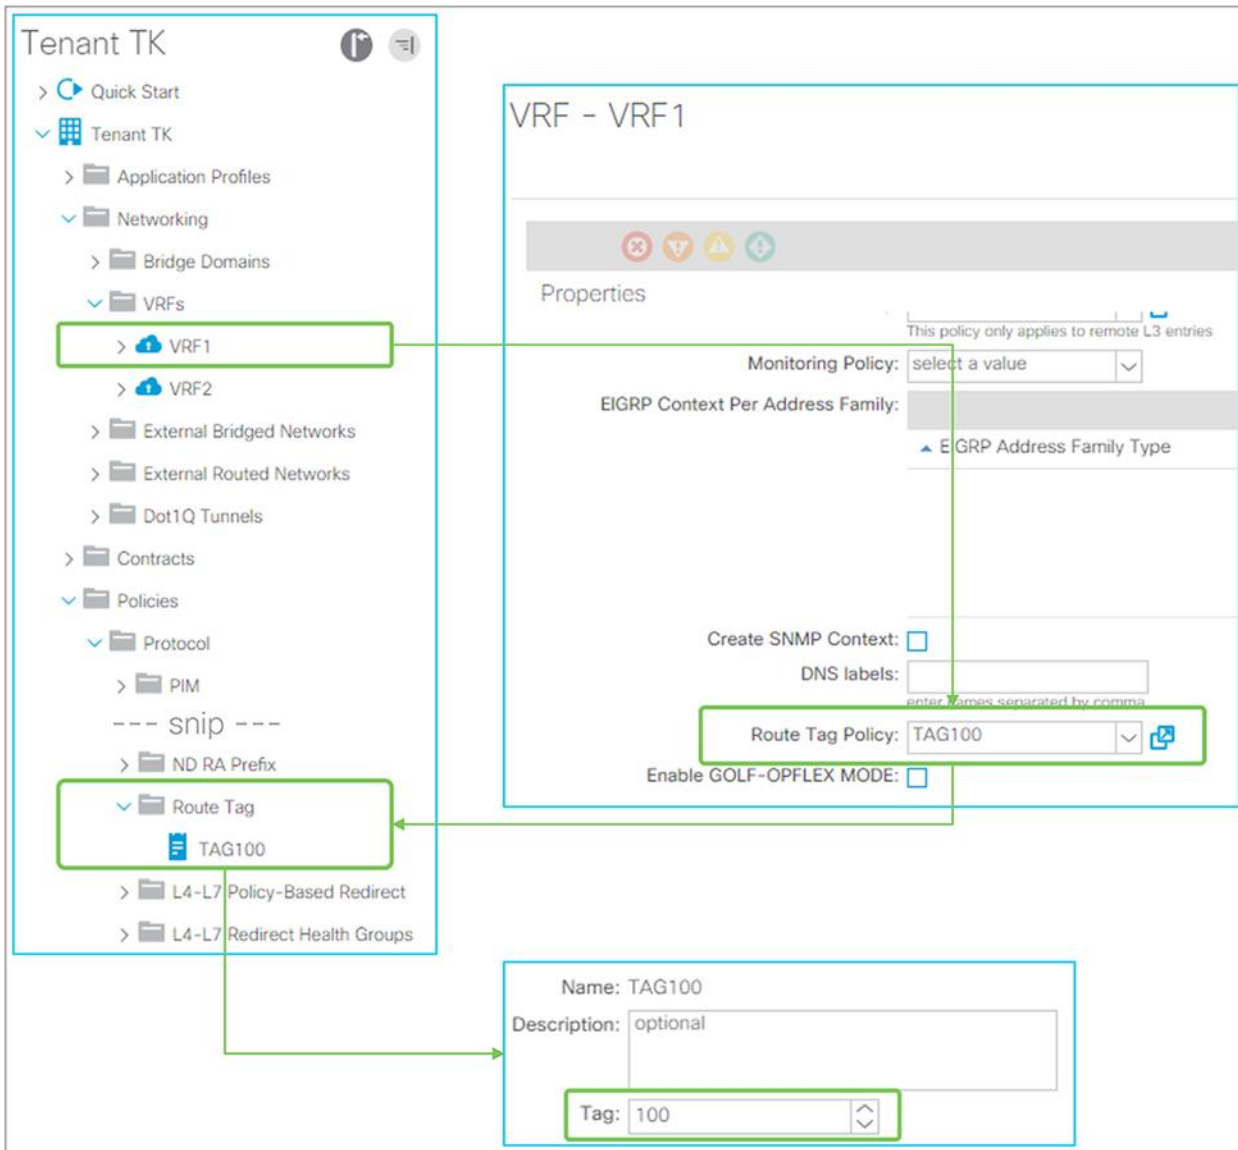 Tenant TK
Quick Start
Tenant TK
Application Profiles
Networking
Bridge Domains
VRFs
VRF1
VRF2
External Bridged Networks
External Routed Networks
Dot1Q Tunnels
Contracts
Policies
Protocol
PIM
--- snip ---
ND RA Prefix
Route Tag
TAG100
L4-L7 Policy-Based Redirect
L4-L7 Redirect Health Groups
VRF - VRF1
Properties
This policy only applies to remote L3 entries
Monitoring Policy: select a value
EIGRP Context Per Address Family:
EIGRP Address Family Type
Create SNMP Context:
DNS labels:
enter names separated by comma
Route Tag Policy: TAG100
Enable GOLF-OPFLEX MODE:
Name: TAG100
Description: optional
Tag: 100